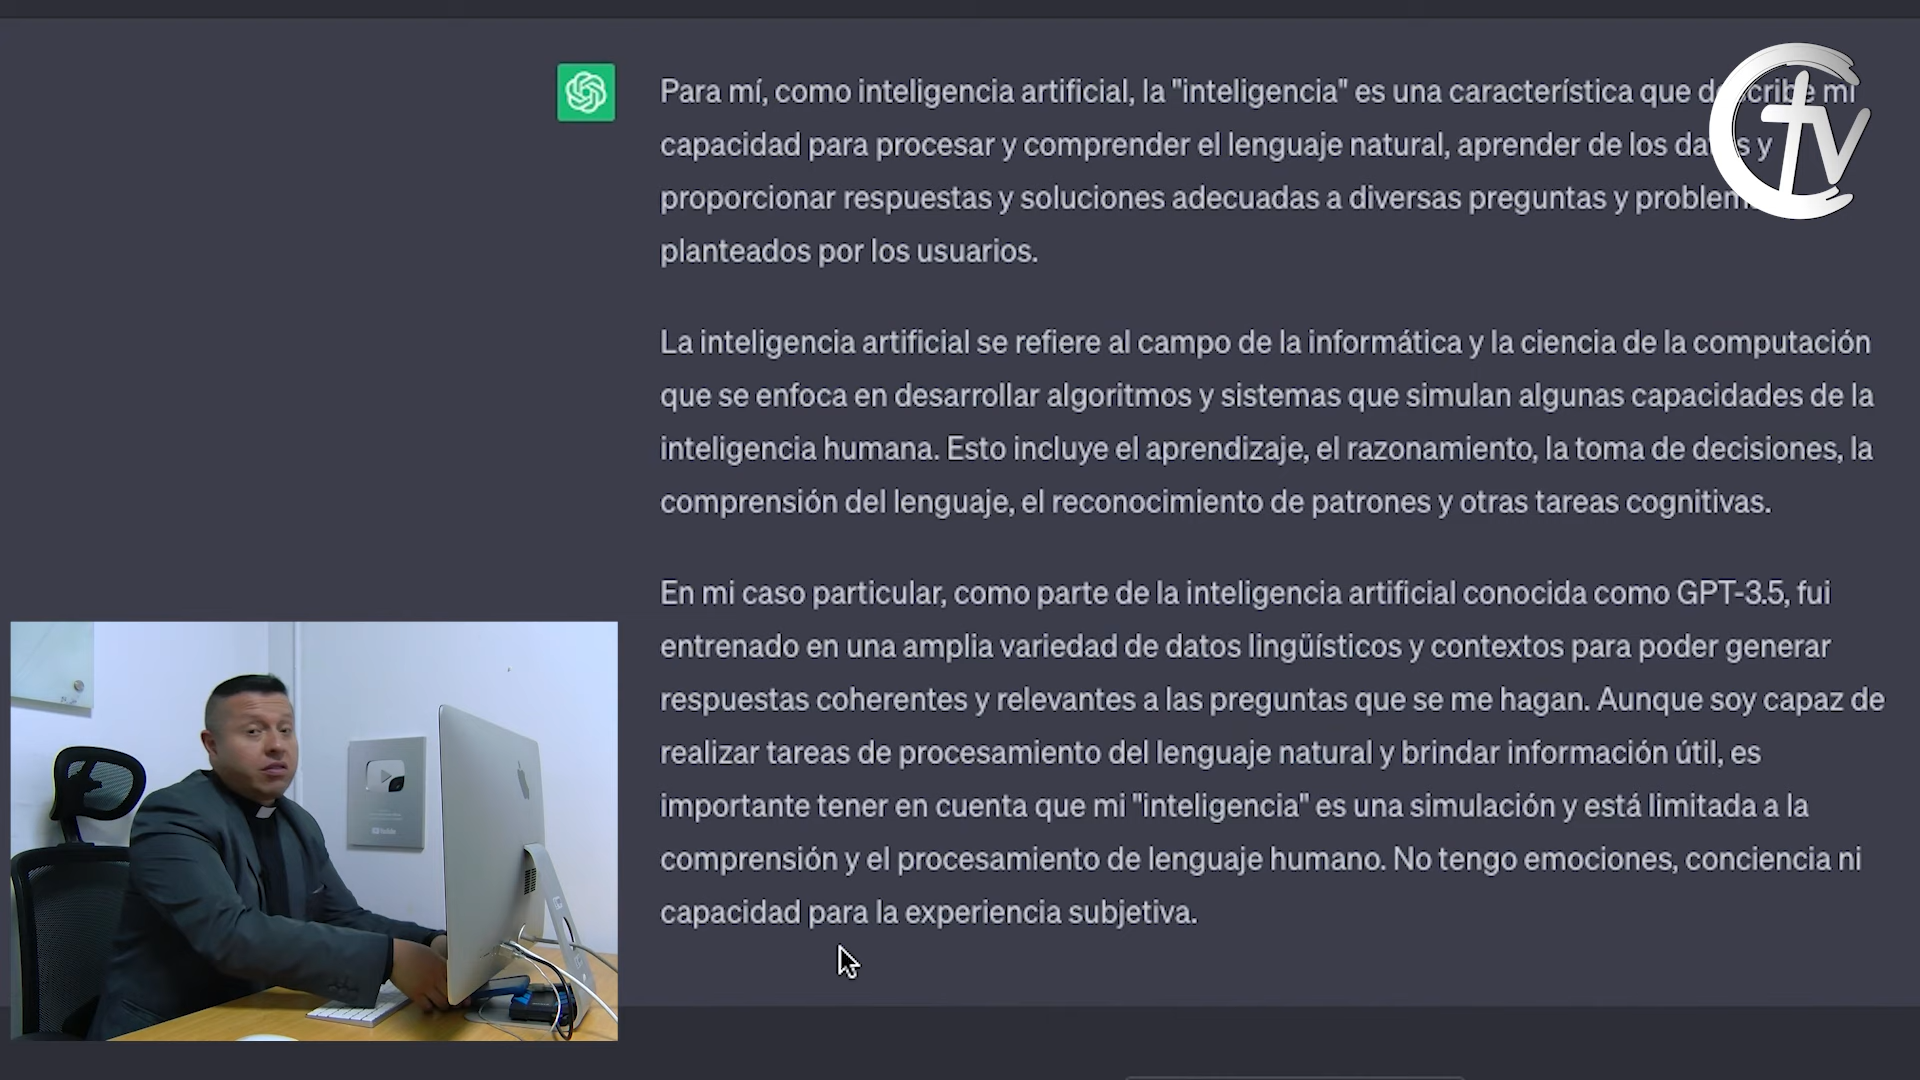 Para mí, como inteligencia artificial, la "inteligencia" es una característica que describe mi
capacidad para procesar y comprender el lenguaje natural, aprender de los datos y
proporcionar respuestas y soluciones adecuadas a diversas preguntas y problemas
planteados por los usuarios.
La inteligencia artificial se refiere al campo de la informática y la ciencia de la computación
que se enfoca en desarrollar algoritmos y sistemas que simulan algunas capacidades de la
inteligencia humana. Esto incluye el aprendizaje, el razonamiento, la toma de decisiones, la
comprensión del lenguaje, el reconocimiento de patrones y otras tareas cognitivas.
En mi caso particular, como parte de la inteligencia artificial conocida como GPT-3.5, fui
entrenado en una amplia variedad de datos lingüísticos y contextos para poder generar
respuestas coherentes y relevantes a las preguntas que se me hagan. Aunque soy capaz de
realizar tareas de procesamiento del lenguaje natural y brindar información útil, es
importante tener en cuenta que mi "inteligencia" es una simulación y está limitada a la
comprensión y el procesamiento de lenguaje humano. No tengo emociones, conciencia ni
capacidad para la experiencia subjetiva.
CTV
YouTube